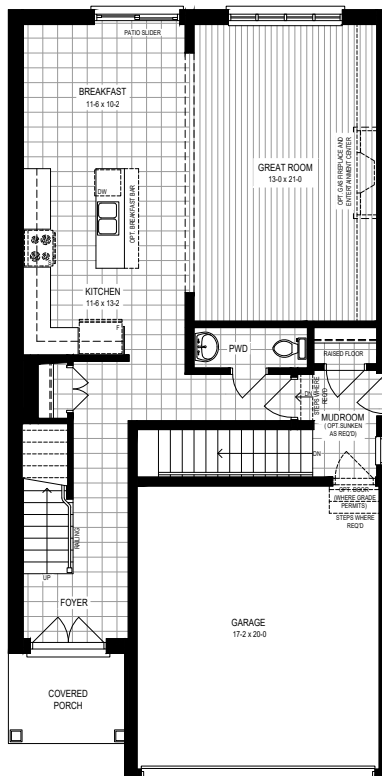 PATIO SLIDER
BREAKFAST
11-6 x 10-2
GREAT ROOM
13-0 x 21-0
OPT. GAS FIREPLACE AND
ENTERTAINMENT CENTER
DW
OPT. BREAKFAST BAR
KITCHEN
11-6 x 13-2
F
PWD
RAISED FLOOR
DN
STEPS WHERE
REQ'D
MUDROOM
( OPT.SUNKEN
AS REQ'D)
DN
OPT. DOOR
(WHERE GRADE
PERMITS)
STEPS WHERE
REQ'D
RAILING
UP
FOYER
GARAGE
17-2 x 20-0
COVERED
PORCH